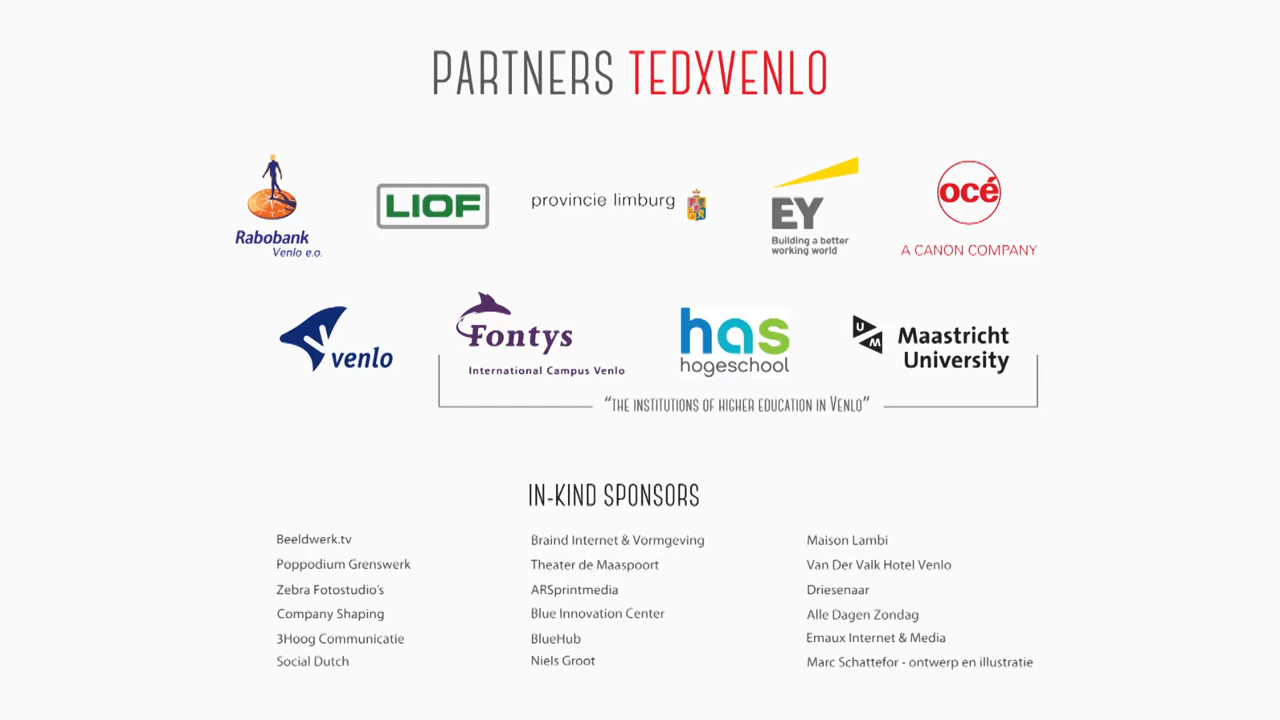 PARTNERS TEDXVENLO
Rabobank
Venlo e.o.
LIOF
provincie limburg
EY
Building a better
working world
océ
A CANON COMPANY
venlo
Fontys
International Campus Venlo
has
hogeschool
UM
Maastricht
University
“THE INSTITUTIONS OF HIGHER EDUCATION IN VENLO”
IN-KIND SPONSORS
Beeldwerk.tv
Poppodium Grenswerk
Zebra Fotostudio's
Company Shaping
3Hoog Communicatie
Social Dutch
Braind Internet & Vormgeving
Theater de Maaspoort
ARSprintmedia
Blue Innovation Center
BlueHub
Niels Groot
Maison Lambi
Van Der Valk Hotel Venlo
Driesenaar
Alle Dagen Zondag
Emaux Internet & Media
Marc Schattefor - ontwerp en illustratie